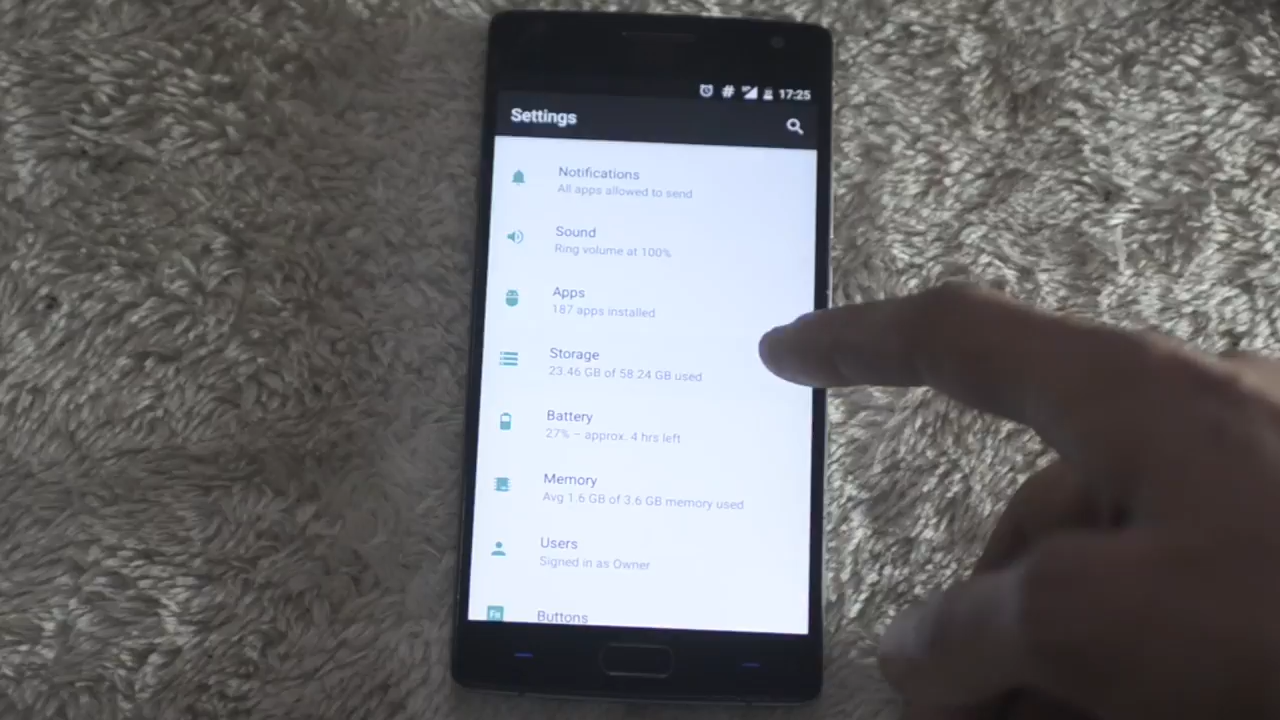 17:25
Settings
Notifications
All apps allowed to send
Sound
Ring volume at 100%
Apps
187 apps installed
Storage
23.46 GB of 58.24 GB used
Battery
27% – approx. 4 hrs left
Memory
Avg 1.6 GB of 3.6 GB memory used
Users
Signed in as Owner
Buttons